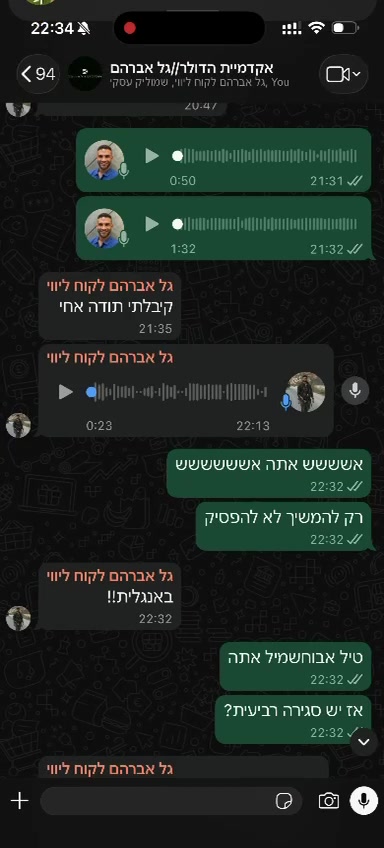 22:34
94
אקדמיית הדולר//גל אברהם
גל אברהם לקוח ליווי, שמוליק עסקי, You
20:47
0:50
21:31
1:32
21:32
גל אברהם לקוח ליווי
קיבלתי תודה אחי
21:35
גל אברהם לקוח ליווי
0:23
22:13
אששששש אתה אשששששששש
22:32
רק להמשיך לא להפסיק
22:32
גל אברהם לקוח ליווי
באנגלית!!
22:32
טיל אבוחשמיל אתה
22:32
אז יש סגירה רביעית?
22:32
גל אברהם לקוח ליווי